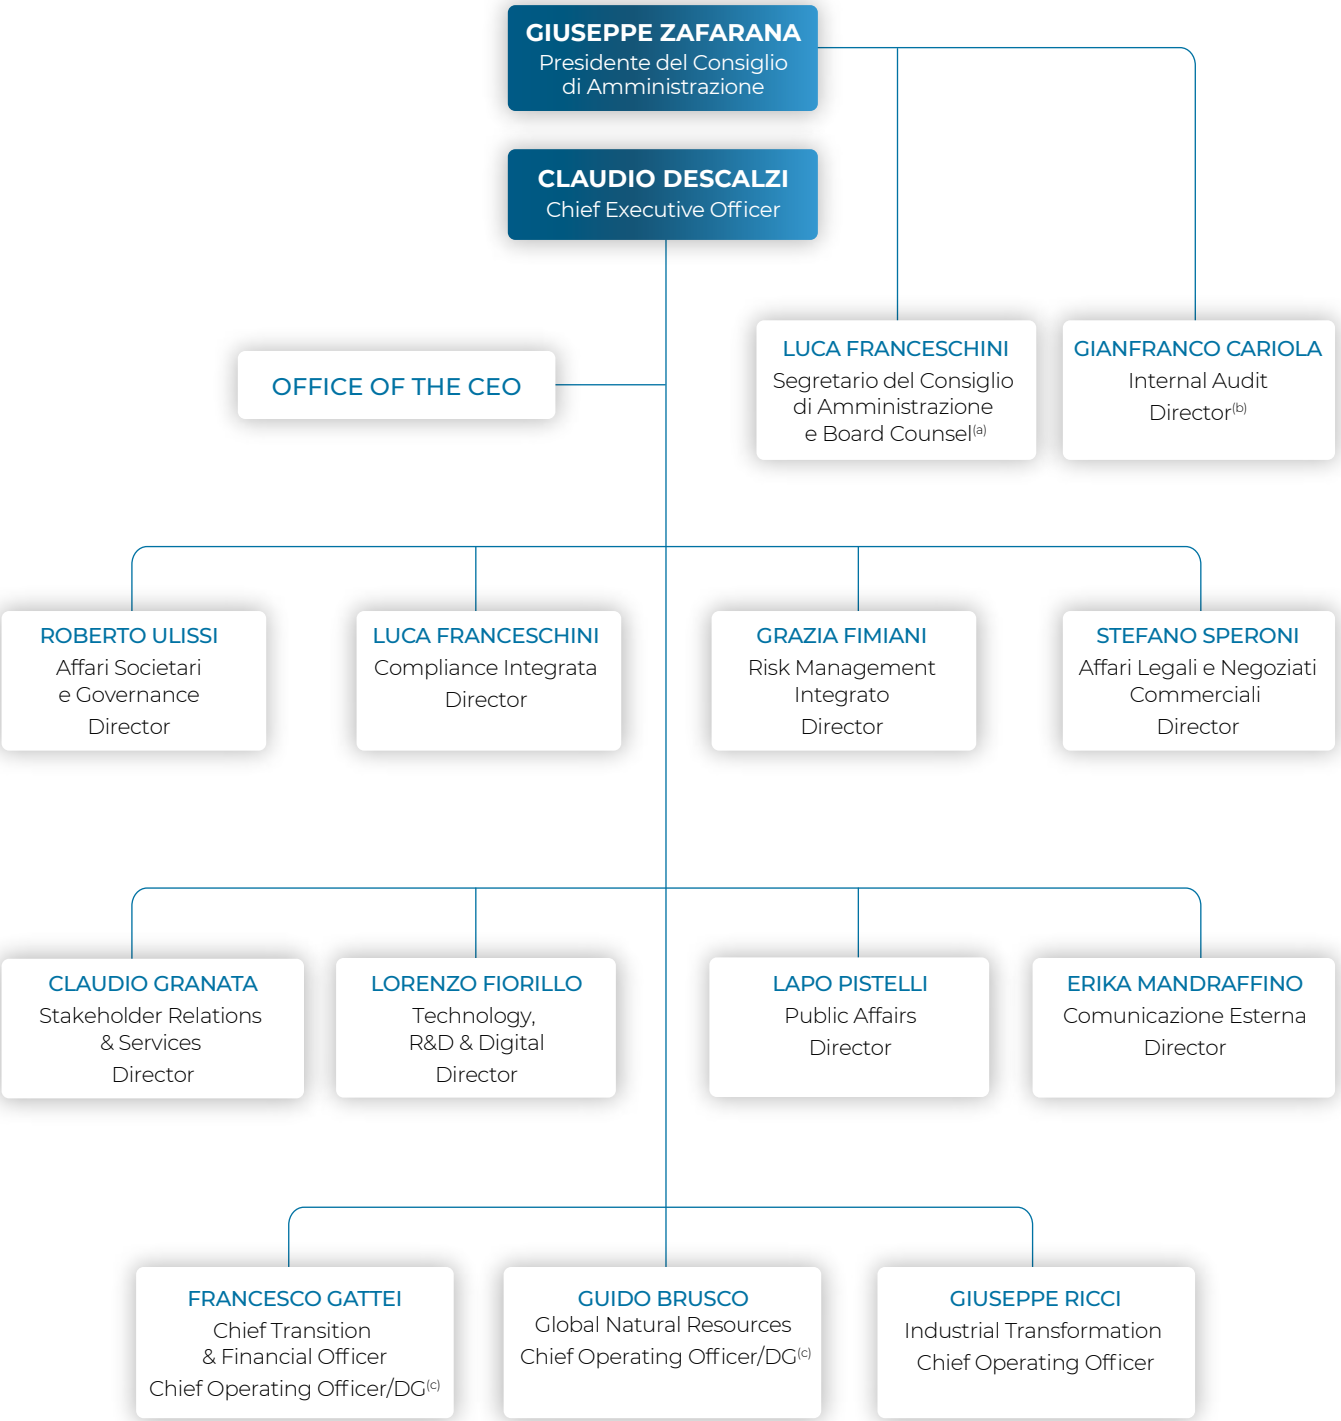 GIUSEPPE ZAFARANA
Presidente del Consiglio
di Amministrazione
CLAUDIO DESCALZI
Chief Executive Officer
OFFICE OF THE CEO
LUCA FRANCESCHINI
Segretario del Consiglio
di Amministrazione
e Board Counsel(a)
GIANFRANCO CARIOLA
Internal Audit
Director(b)
ROBERTO ULISSI
Affari Societari
e Governance
Director
LUCA FRANCESCHINI
Compliance Integrata
Director
GRAZIA FIMIANI
Risk Management
Integrato
Director
STEFANO SPERONI
Affari Legali e Negoziati
Commerciali
Director
CLAUDIO GRANATA
Stakeholder Relations
& Services
Director
LORENZO FIORILLO
Technology,
R&D & Digital
Director
LAPO PISTELLI
Public Affairs
Director
ERIKA MANDRAFFINO
Comunicazione Esterna
Director
FRANCESCO GATTEI
Chief Transition
& Financial Officer
Chief Operating Officer/DG(c)
GUIDO BRUSCO
Global Natural Resources
Chief Operating Officer/DG(c)
GIUSEPPE RICCI
Industrial Transformation
Chief Operating Officer